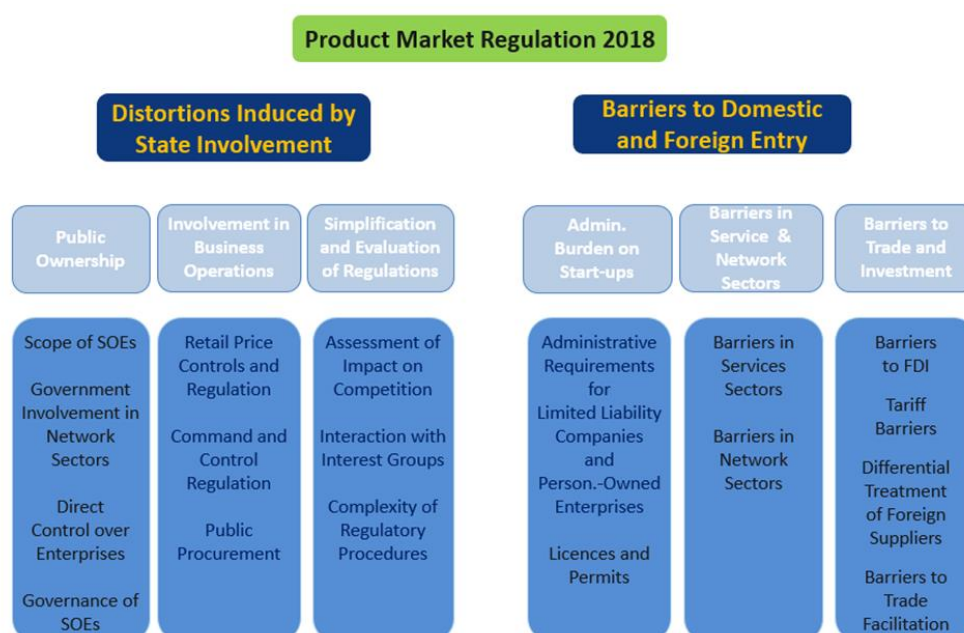 Product Market Regulation 2018
Distortions Induced by
State Involvement
Barriers to Domestic
and Foreign Entry
Public
Ownership
Involvement in
Business
Operations
Simplification
and Evaluation
of Regulations
Admin.
Burden on
Start-ups
Barriers in
Service &
Network
Sectors
Barriers to
Trade and
Investment
Scope of SOEs
Government
Involvement in
Network
Sectors
Direct
Control over
Enterprises
Governance of
SOEs
Retail Price
Controls and
Regulation
Command and
Control
Regulation
Public
Procurement
Assessment of
Impact on
Competition
Interaction with
Interest Groups
Complexity of
Regulatory
Procedures
Administrative
Requirements
for
Limited Liability
Companies
and
Person.-Owned
Enterprises
Licences and
Permits
Barriers in
Services
Sectors
Barriers in
Network
Sectors
Barriers
to FDI
Tariff
Barriers
Differential
Treatment
of Foreign
Suppliers
Barriers to
Trade
Facilitation